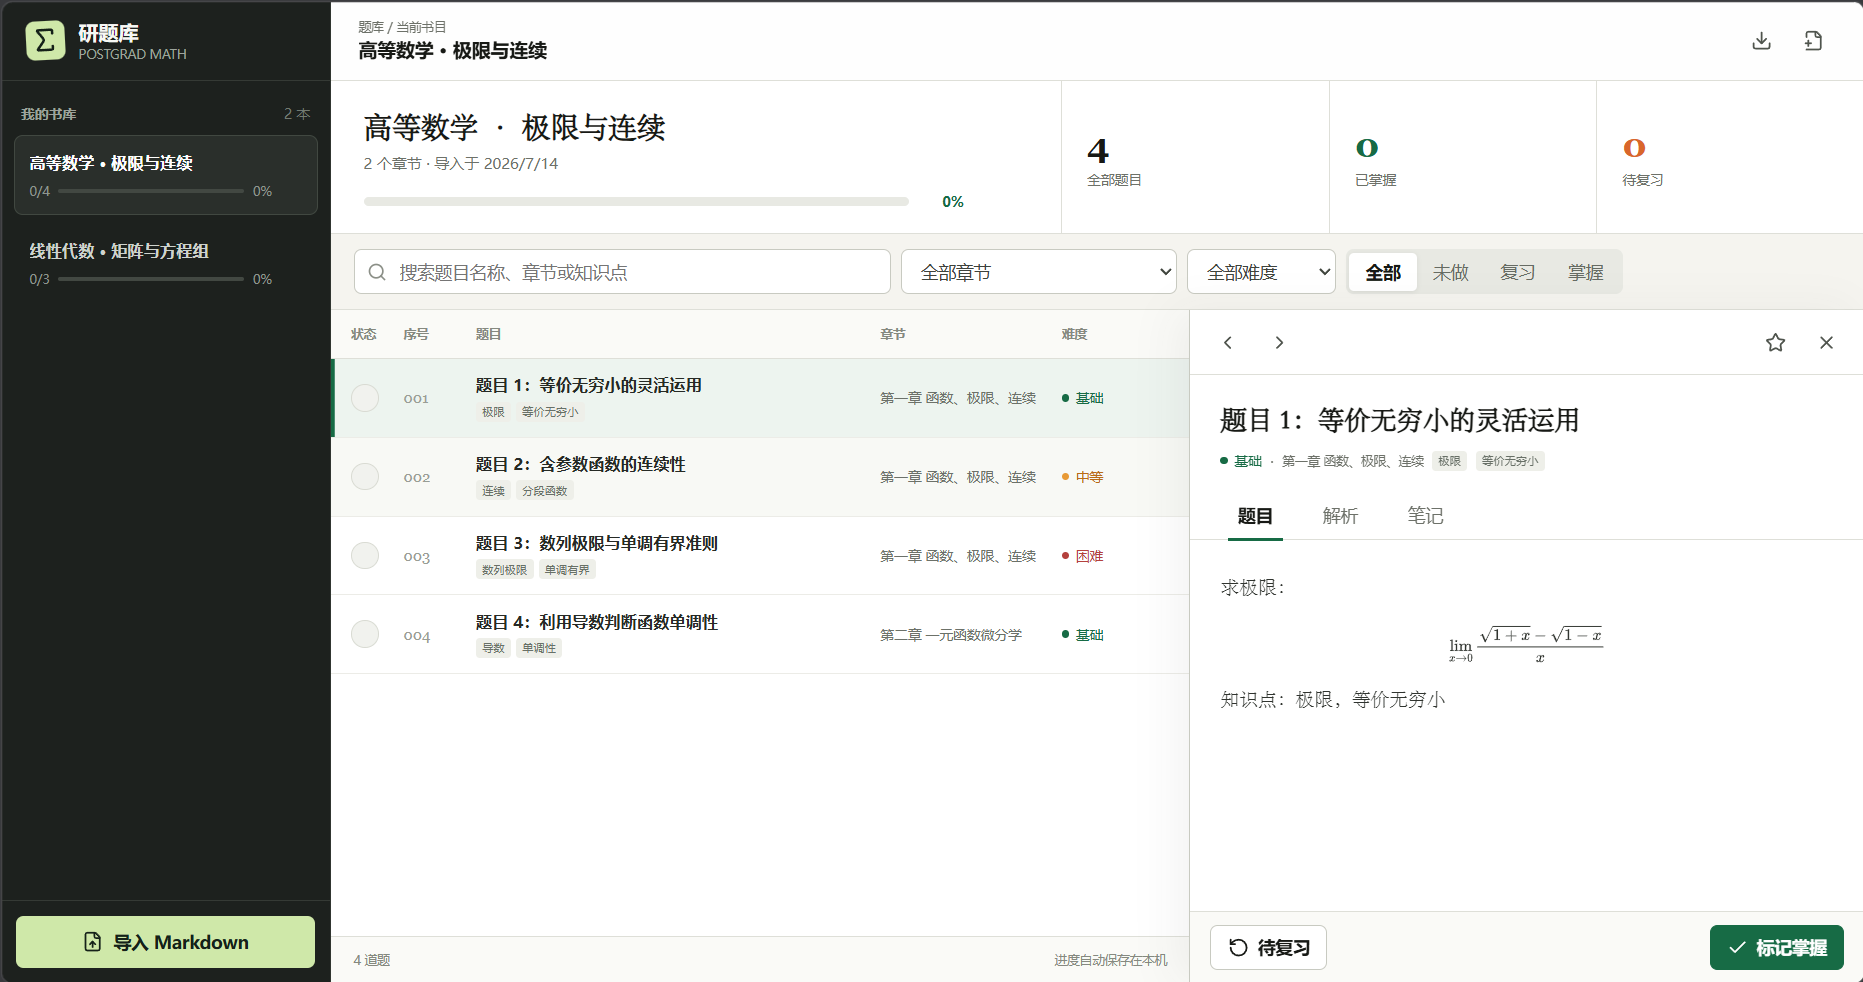 研题库
POSTGRAD MATH
我的书库 2 本
高等数学 • 极限与连续
0/4 0%
线性代数 • 矩阵与方程组
0/3 0%
导入 Markdown
题库 / 当前书目
高等数学 • 极限与连续
高等数学 · 极限与连续
2 个章节 · 导入于 2026/7/14
0%
4
全部题目
0
已掌握
0
待复习
搜索题目名称、章节或知识点
全部章节
全部难度
全部 未做 复习 掌握
状态 序号 题目 章节 难度
001 题目 1：等价无穷小的灵活运用 第一章 函数、极限、连续 基础
极限 等价无穷小
002 题目 2：含参数函数的连续性 第一章 函数、极限、连续 中等
连续 分段函数
003 题目 3：数列极限与单调有界准则 第一章 函数、极限、连续 困难
数列极限 单调有界
004 题目 4：利用导数判断函数单调性 第二章 一元函数微分学 基础
导数 单调性
4 道题 进度自动保存在本机
题目 1：等价无穷小的灵活运用
基础 · 第一章 函数、极限、连续 极限 等价无穷小
题目 解析 笔记
求极限：
lim x→0 (√(1 + x) − √(1 − x)) / x
知识点：极限，等价无穷小
待复习
标记掌握